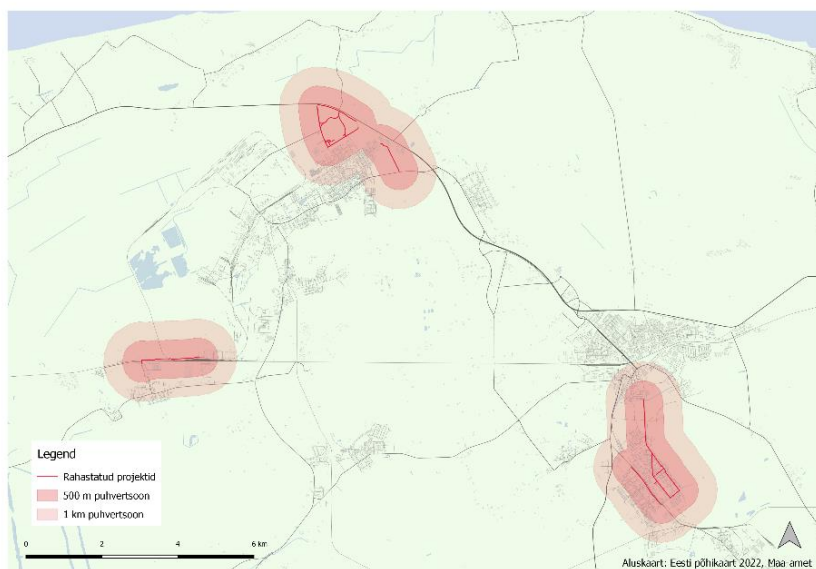 Legend
Rahastatud projektid
500 m puhvertsoon
1 km puhvertsoon
0 2 4 6 km
Aluskaart: Eesti põhikaart 2022, Maa-amet